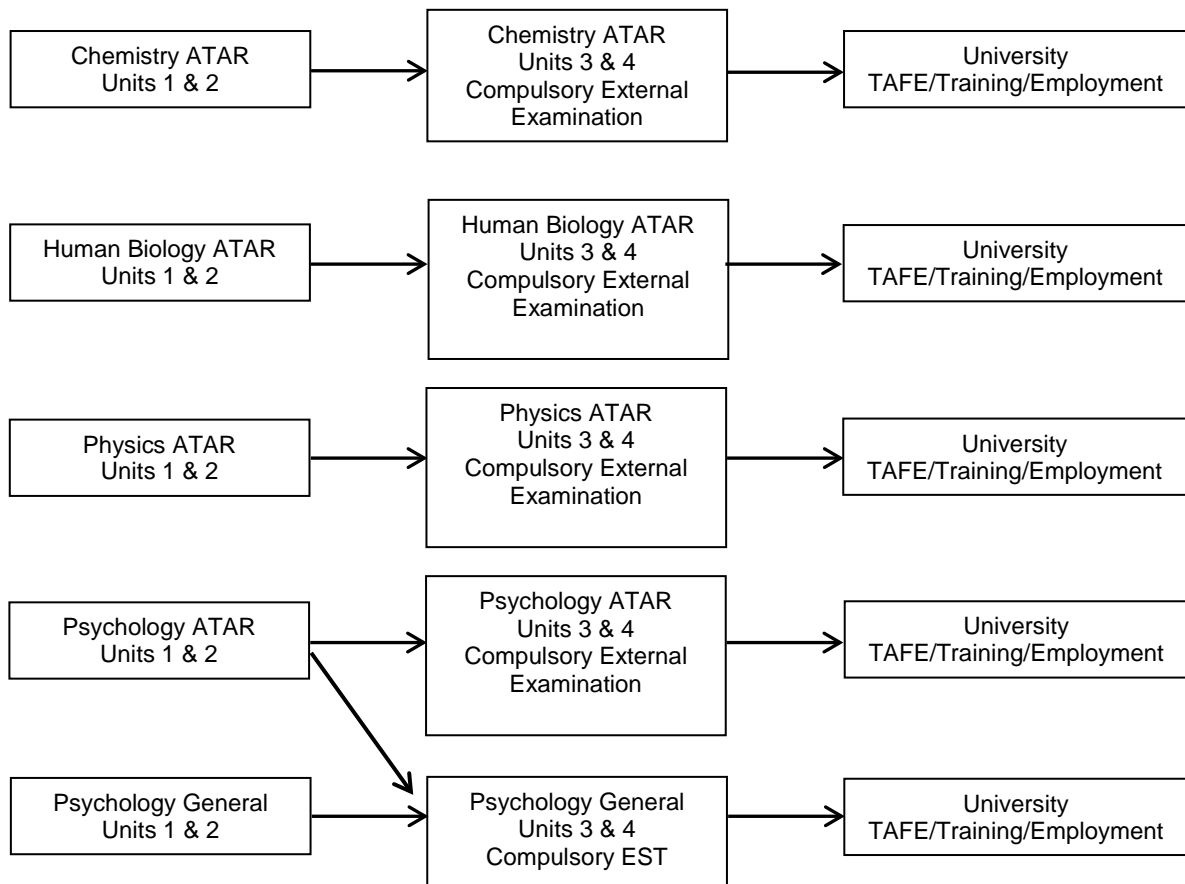 Chemistry ATAR
Units 1 & 2
Chemistry ATAR
Units 3 & 4
Compulsory External
Examination
University
TAFE/Training/Employment
Human Biology ATAR
Units 1 & 2
Human Biology ATAR
Units 3 & 4
Compulsory External
Examination
University
TAFE/Training/Employment
Physics ATAR
Units 1 & 2
Physics ATAR
Units 3 & 4
Compulsory External
Examination
University
TAFE/Training/Employment
Psychology ATAR
Units 1 & 2
Psychology ATAR
Units 3 & 4
Compulsory External
Examination
University
TAFE/Training/Employment
Psychology General
Units 1 & 2
Psychology General
Units 3 & 4
Compulsory EST
University
TAFE/Training/Employment